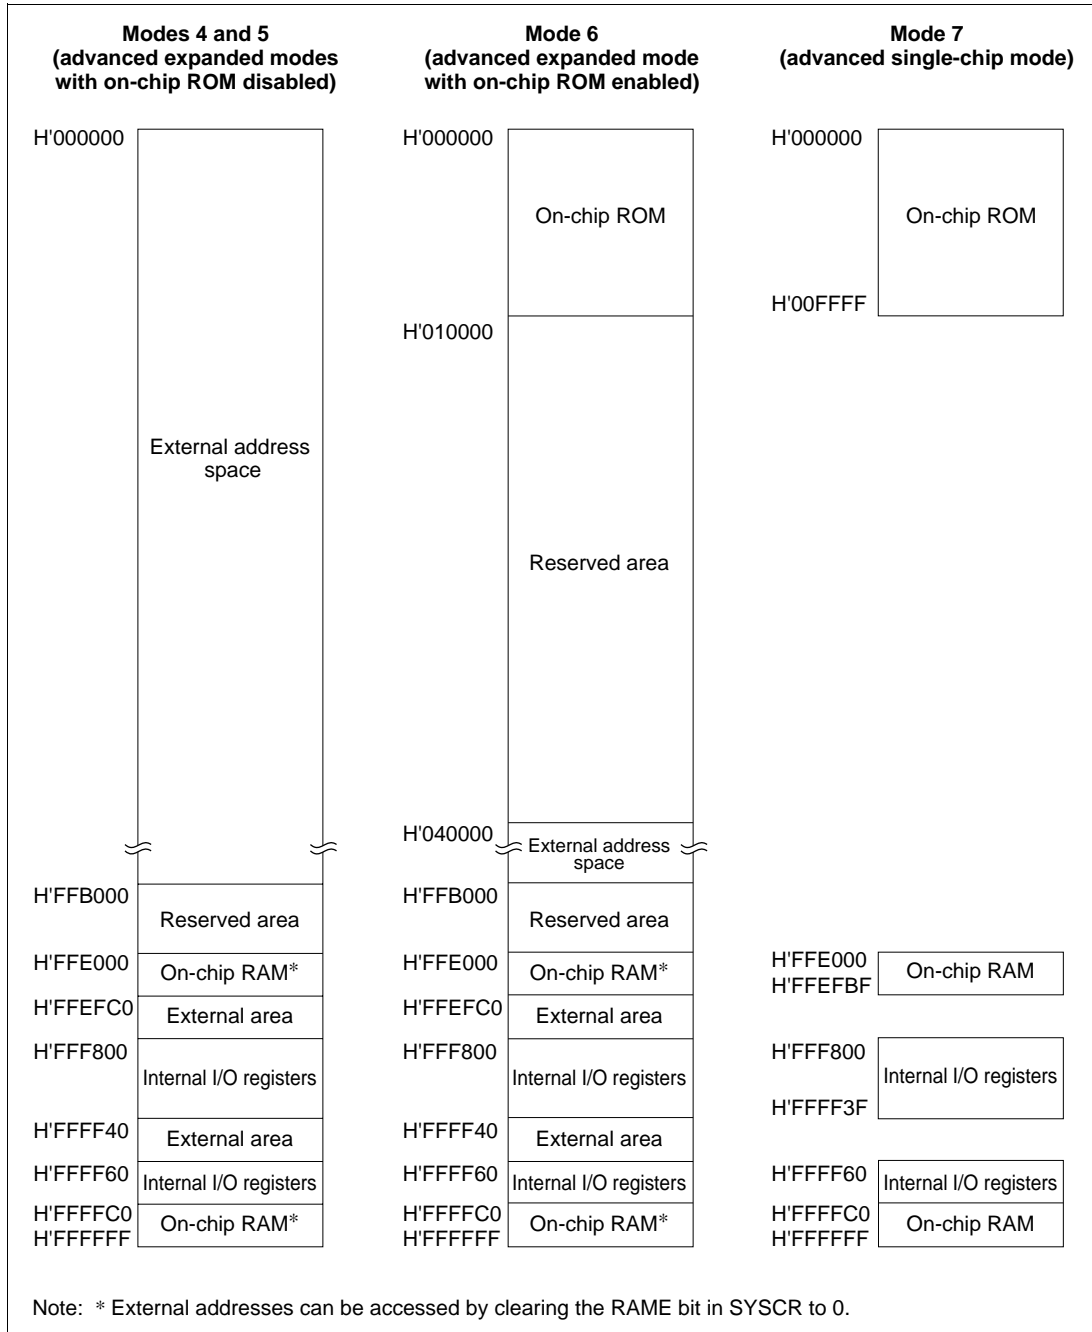 Modes 4 and 5
(advanced expanded modes
with on-chip ROM disabled)
H'000000
External address
space
H'FFB000
Reserved area
H'FFE000
On-chip RAM*
H'FFEFC0
External area
H'FFF800
Internal I/O registers
H'FFFF40
External area
H'FFFF60
Internal I/O registers
H'FFFFC0
On-chip RAM*
H'FFFFFF
Mode 6
(advanced expanded mode
with on-chip ROM enabled)
H'000000
On-chip ROM
H'010000
Reserved area
H'040000
External address
space
H'FFB000
Reserved area
H'FFE000
On-chip RAM*
H'FFEFC0
External area
H'FFF800
Internal I/O registers
H'FFFF40
External area
H'FFFF60
Internal I/O registers
H'FFFFC0
On-chip RAM*
H'FFFFFF
Mode 7
(advanced single-chip mode)
H'000000
On-chip ROM
H'00FFFF
H'FFE000
On-chip RAM
H'FFEFBF
H'FFF800
Internal I/O registers
H'FFFF3F
H'FFFF60
Internal I/O registers
H'FFFFC0
On-chip RAM
H'FFFFFF
Note: * External addresses can be accessed by clearing the RAME bit in SYSCR to 0.